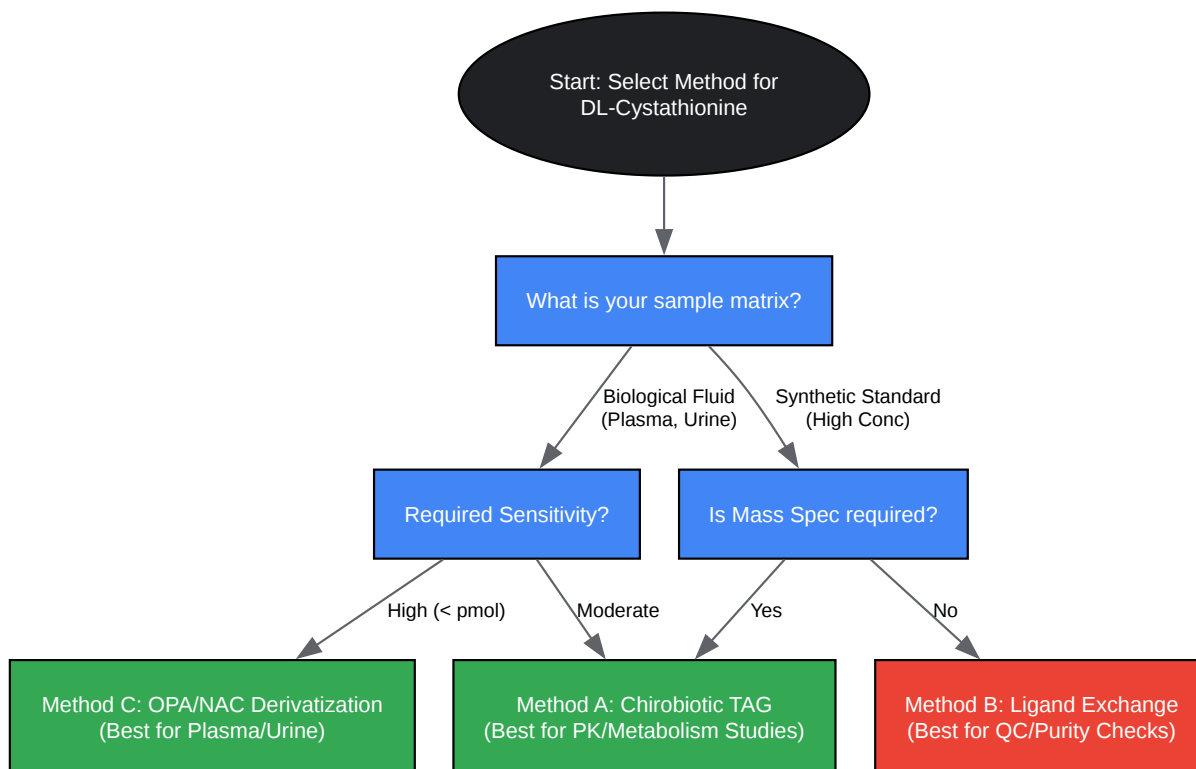 Start: Select Method for
DL-Cystathionine
What is your sample matrix?
Biological Fluid
(Plasma, Urine)
Synthetic Standard
(High Conc)
Required Sensitivity?
Is Mass Spec required?
High (< pmol)
Moderate
Yes
No
Method C: OPA/NAC Derivatization
(Best for Plasma/Urine)
Method A: Chirobiotic TAG
(Best for PK/Metabolism Studies)
Method B: Ligand Exchange
(Best for QC/Purity Checks)